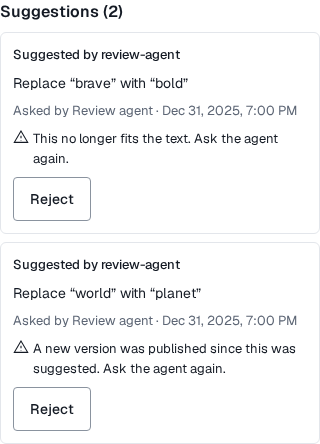 Suggestions (2)
Suggested by review-agent
Replace “brave” with “bold”
Asked by Review agent · Dec 31, 2025, 7:00 PM
This no longer fits the text. Ask the agent
again.
Reject
Suggested by review-agent
Replace “world” with “planet”
Asked by Review agent · Dec 31, 2025, 7:00 PM
A new version was published since this was
suggested. Ask the agent again.
Reject